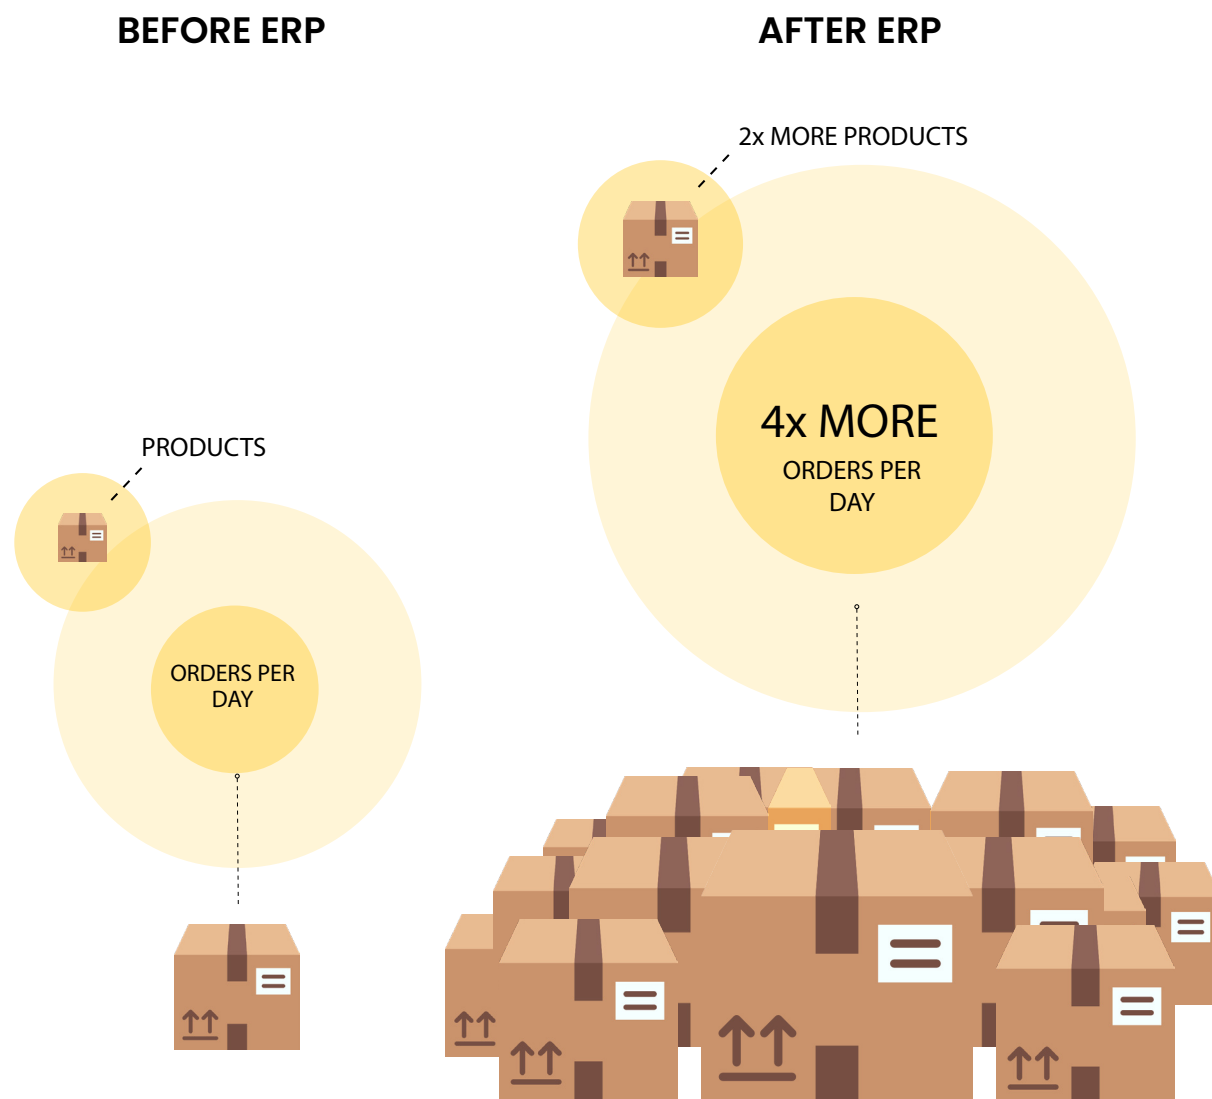 BEFORE ERP
AFTER ERP
2x MORE PRODUCTS
4x MORE
ORDERS PER
DAY
PRODUCTS
ORDERS PER
DAY